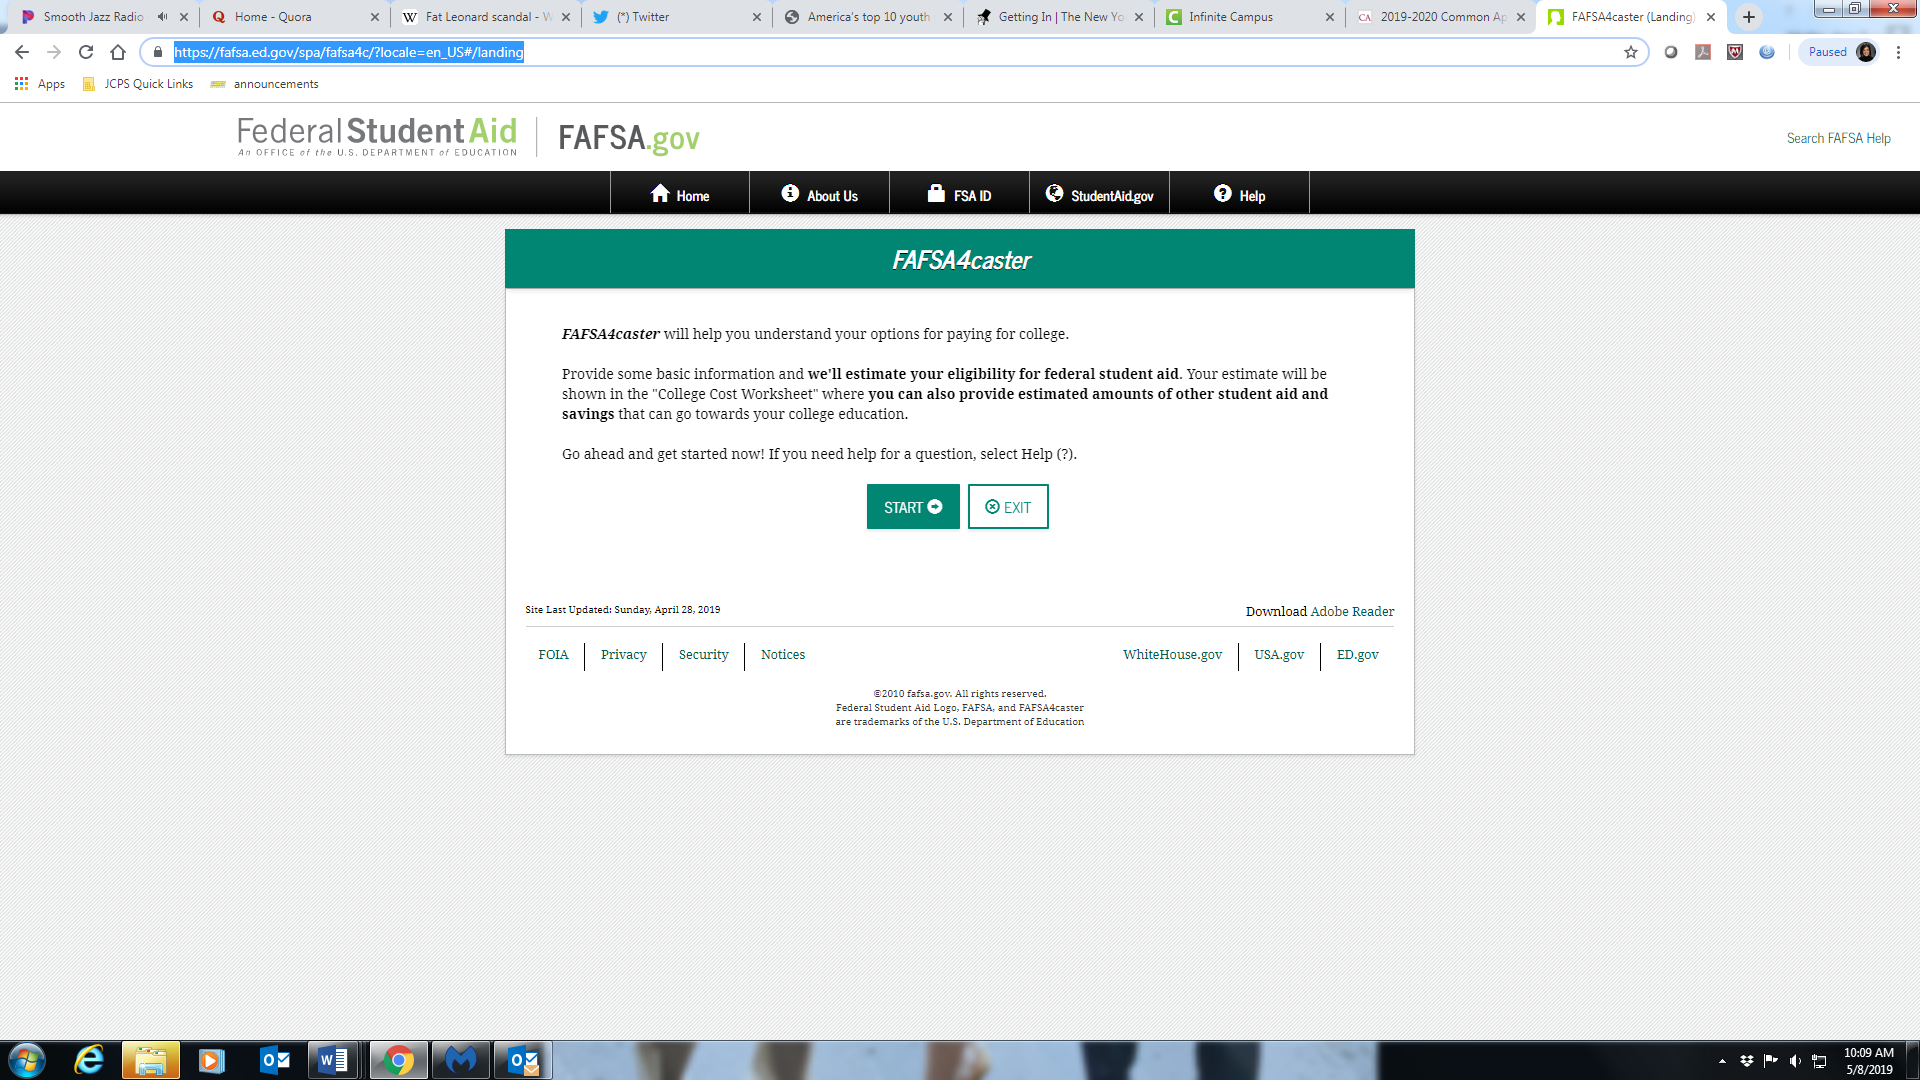 Smooth Jazz Radio
Home - Quora
Fat Leonard scandal - W
(*) Twitter
America's top 10 youth
Getting In | The New Yo
Infinite Campus
2019-2020 Common Ap
FAFSA4caster (Landing)
https://fafsa.ed.gov/spa/fafsa4c/?locale=en_US#/landing
Paused
Apps
JCPS Quick Links
announcements
Federal Student Aid
An OFFICE of the U.S. DEPARTMENT of EDUCATION
FAFSA.gov
Search FAFSA Help
Home
About Us
FSA ID
StudentAid.gov
Help
FAFSA4caster
FAFSA4caster will help you understand your options for paying for college.
Provide some basic information and we'll estimate your eligibility for federal student aid. Your estimate will be
shown in the "College Cost Worksheet" where you can also provide estimated amounts of other student aid and
savings that can go towards your college education.
Go ahead and get started now! If you need help for a question, select Help (?).
START
EXIT
Site Last Updated: Sunday, April 28, 2019
Download Adobe Reader
FOIA
Privacy
Security
Notices
WhiteHouse.gov
USA.gov
ED.gov
©2010 fafsa.gov. All rights reserved.
Federal Student Aid Logo, FAFSA, and FAFSA4caster
are trademarks of the U.S. Department of Education
10:09 AM
5/8/2019